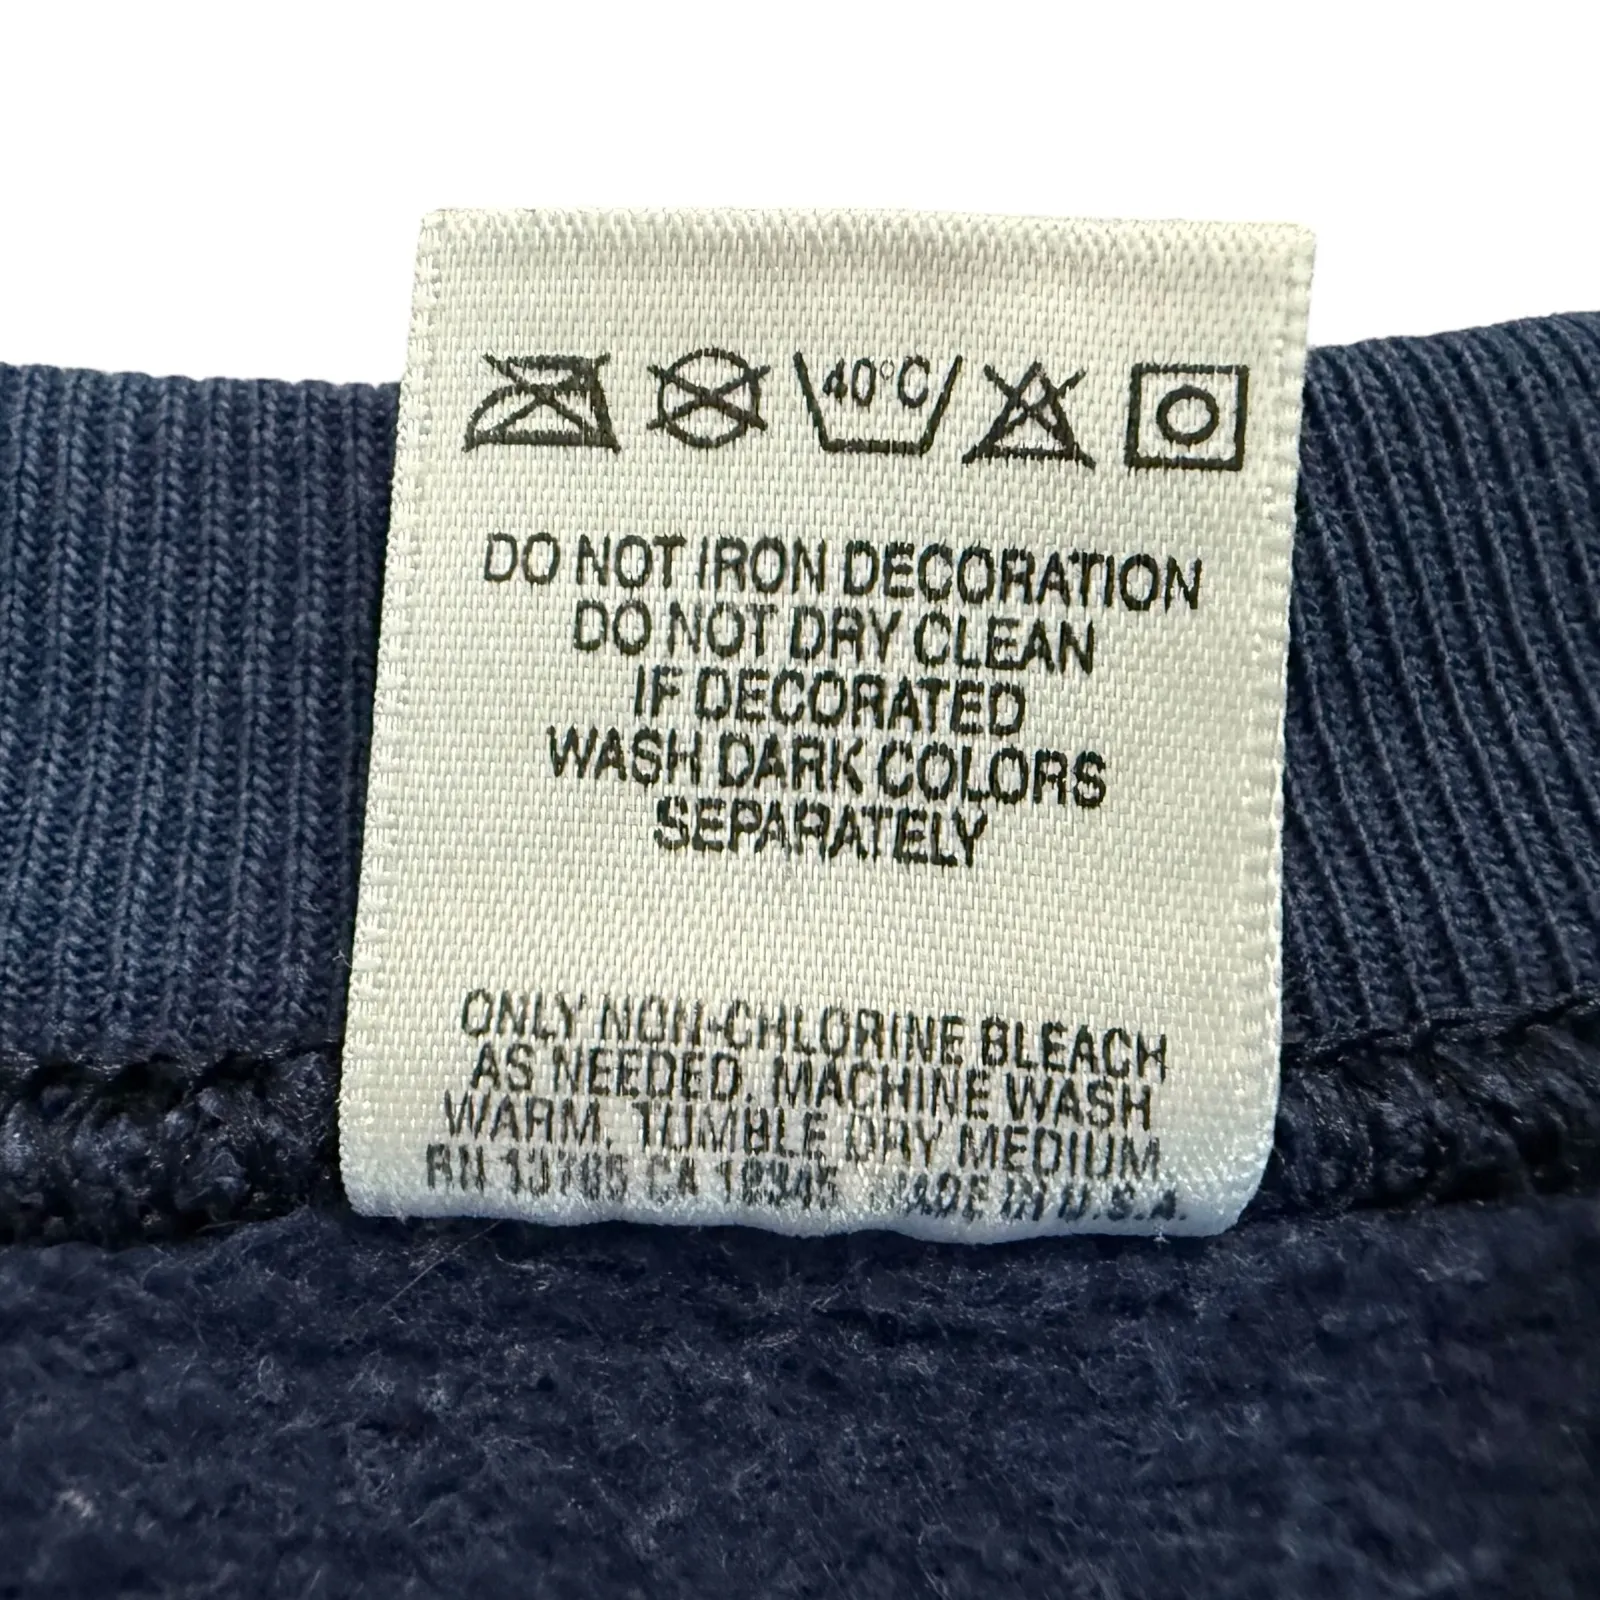 40°C
DO NOT IRON DECORATION
DO NOT DRY CLEAN
IF DECORATED
WASH DARK COLORS
SEPARATELY
ONLY NON-CHLORINE BLEACH
AS NEEDED. MACHINE WASH
WARM. TUMBLE DRY MEDIUM
RN CA MADE IN U.S.A.